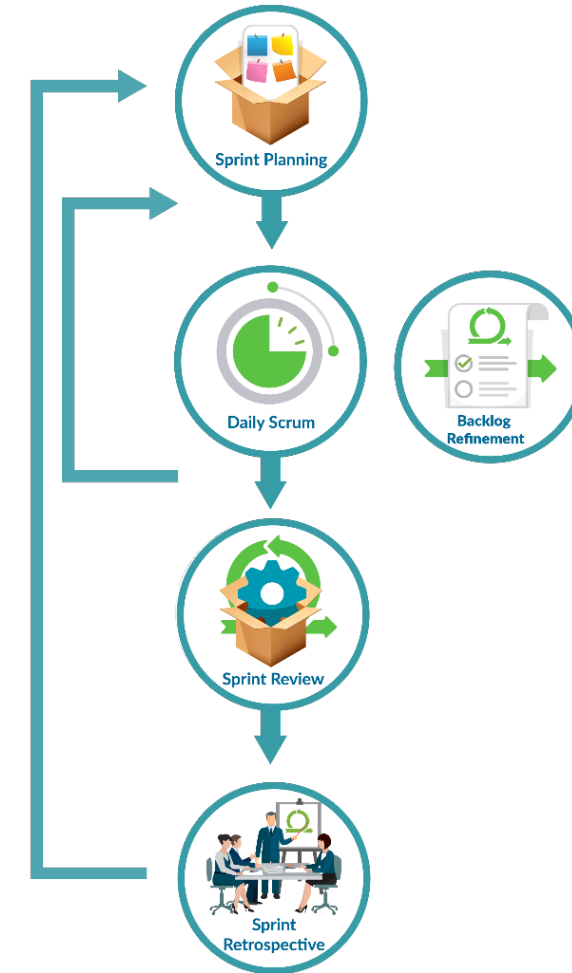 Sprint Planning
Daily Scrum
Backlog
Refinement
Sprint Review
Sprint
Retrospective